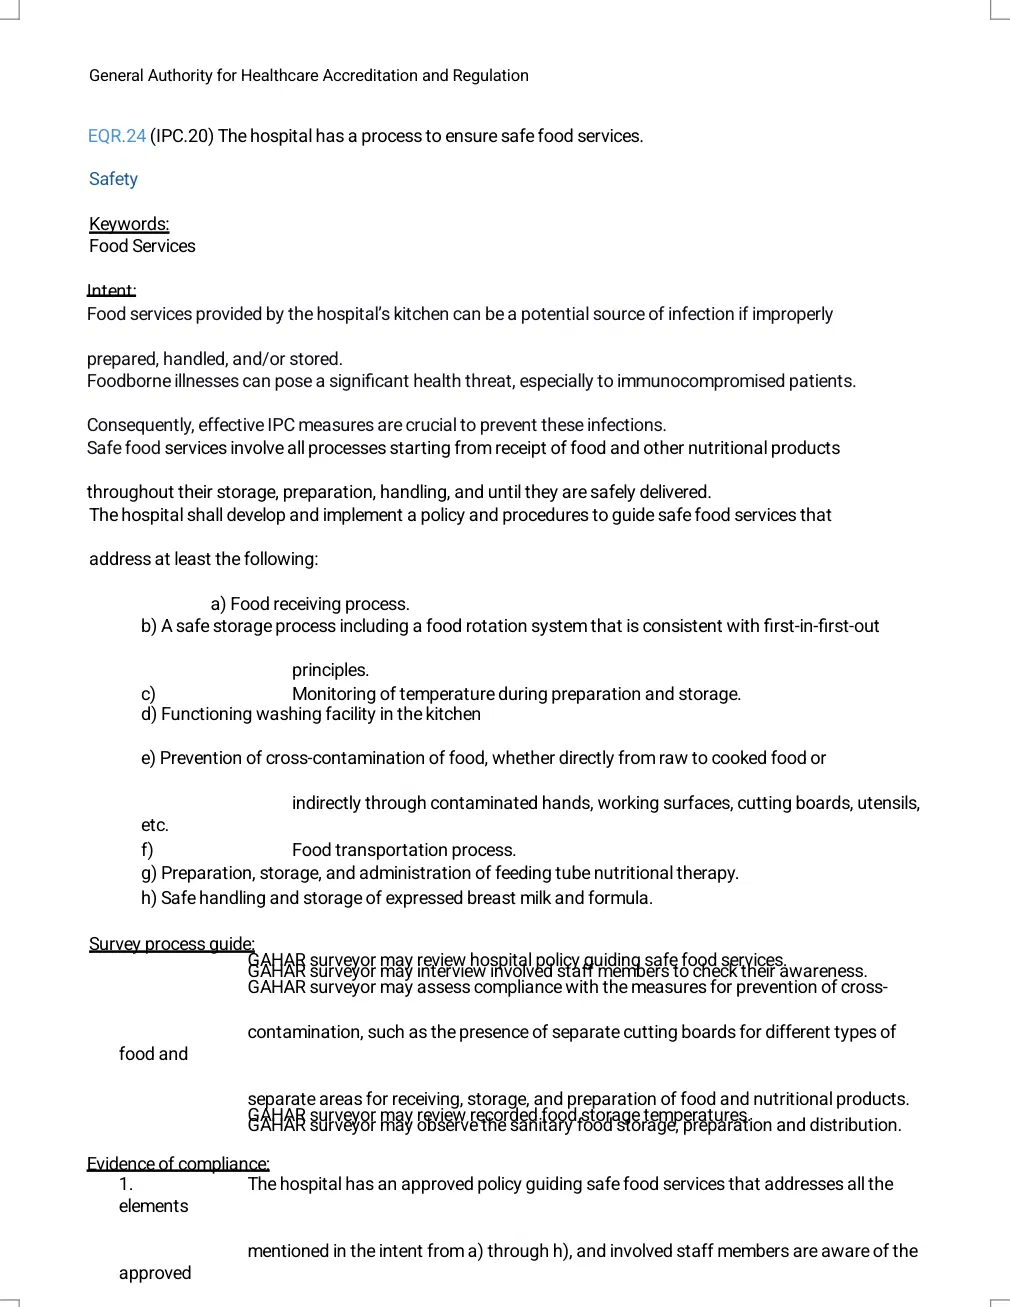 General Authority for Healthcare Accreditation and Regulation
EQR.24 (IPC.20) The hospital has a process to ensure safe food services.
Safety
Keywords:
Food Services
Intent:
Food services provided by the hospital's kitchen can be a potential source of infection if improperly
prepared, handled, and/or stored.
Foodborne illnesses can pose a significant health threat, especially to immunocompromised patients.
Consequently, effective IPC measures are crucial to prevent these infections.
Safe food services involve all processes starting from receipt of food and other nutritional products
throughout their storage, preparation, handling, and until they are safely delivered.
The hospital shall develop and implement a policy and procedures to guide safe food services that
address at least the following:
a) Food receiving process.
b) A safe storage process including a food rotation system that is consistent with first-in-first-out
principles.
c) Monitoring of temperature during preparation and storage.
d) Functioning washing facility in the kitchen
e) Prevention of cross-contamination of food, whether directly from raw to cooked food or
indirectly through contaminated hands, working surfaces, cutting boards, utensils,
etc.
f) Food transportation process.
g) Preparation, storage, and administration of feeding tube nutritional therapy.
h) Safe handling and storage of expressed breast milk and formula.
Survey process guide:
GAHAR surveyor may review hospital policy guiding safe food services.
GAHAR surveyor may interview involved staff members to check their awareness.
GAHAR surveyor may assess compliance with the measures for prevention of cross-
contamination, such as the presence of separate cutting boards for different types of
food and
separate areas for receiving, storage, and preparation of food and nutritional products.
GAHAR surveyor may review recorded food storage temperatures.
GAHAR surveyor may observe the sanitary food storage, preparation and distribution.
Evidence of compliance:
1. The hospital has an approved policy guiding safe food services that addresses all the
elements
mentioned in the intent from a) through h), and involved staff members are aware of the
approved